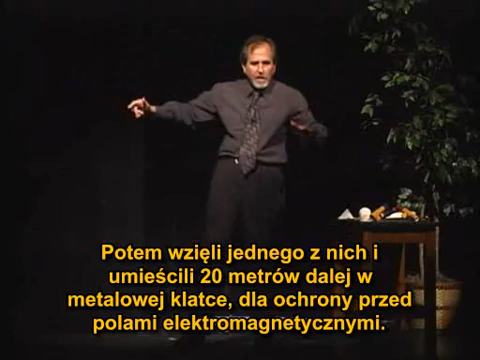 Potem wzięli jednego z nich i
umieścili 20 metrów dalej w
metalowej klatce, dla ochrony przed
polami elektromagnetycznymi.